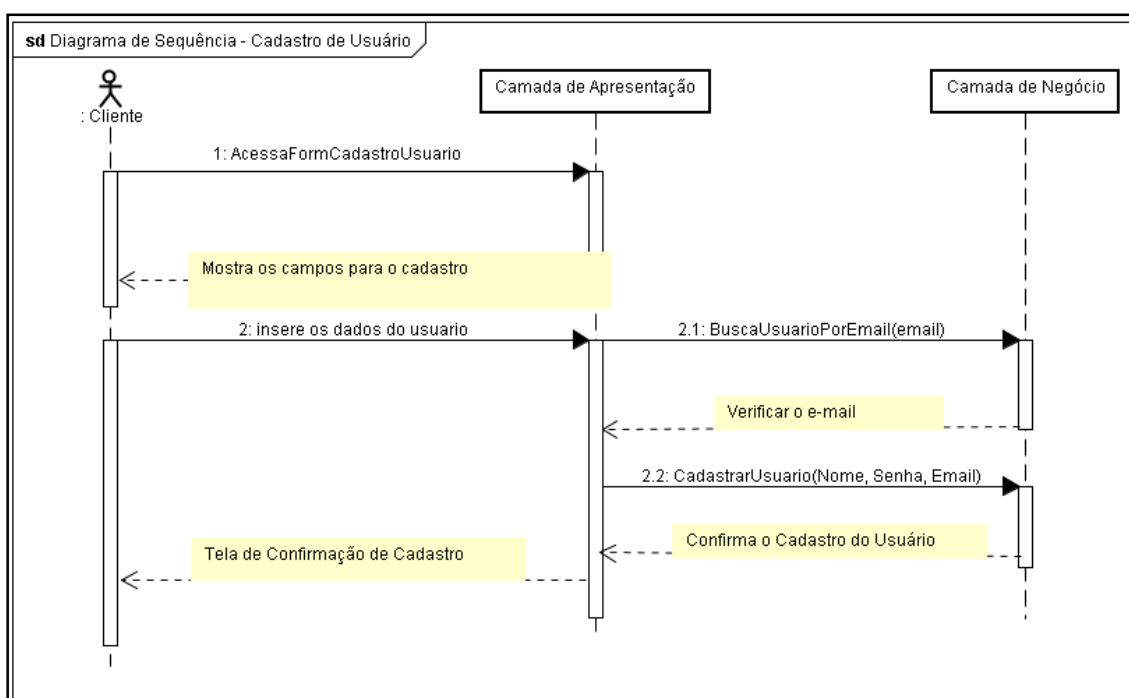 sd Diagrama de Sequência - Cadastro de Usuário
: Cliente
Camada de Apresentação
Camada de Negócio
1: AcessaFormCadastroUsuario
Mostra os campos para o cadastro
2: insere os dados do usuario
2.1: BuscaUsuarioPorEmail(email)
Verificar o e-mail
2.2: CadastrarUsuario(Nome, Senha, Email)
Confirma o Cadastro do Usuário
Tela de Confirmação de Cadastro